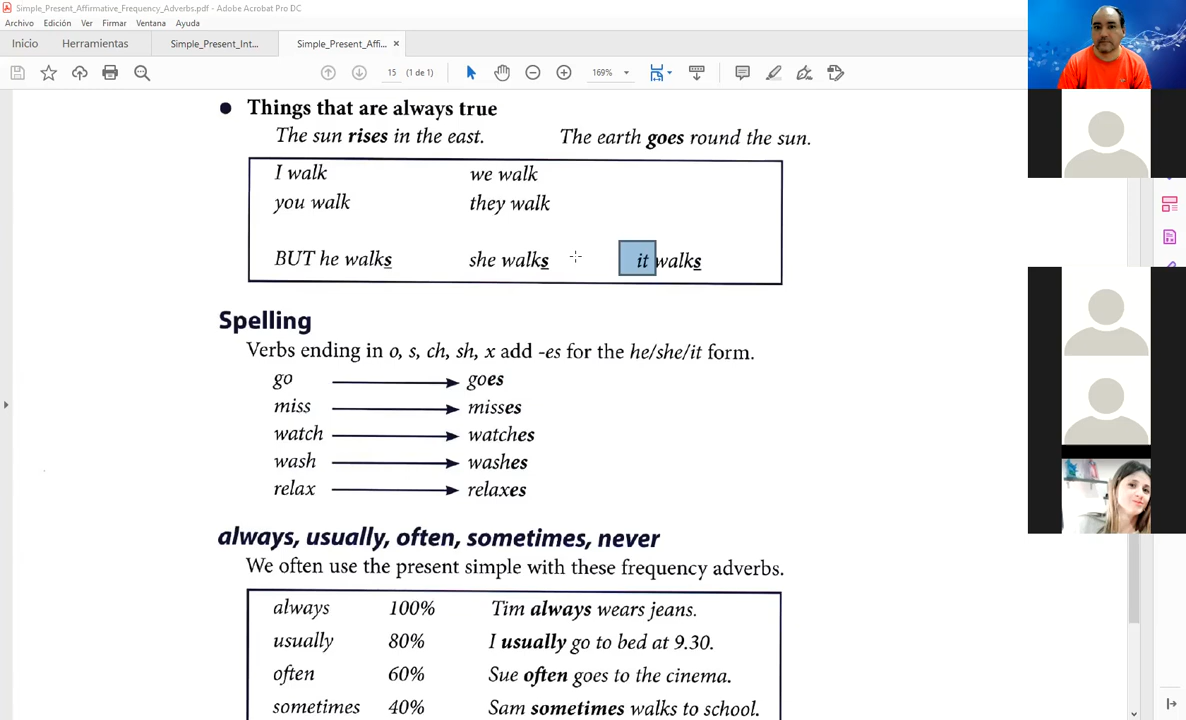 Simple_Present_Affirmative_Frequency_Adverbs.pdf - Adobe Acrobat Pro DC
Archivo Edición Ver Firmar Ventana Ayuda
Inicio Herramientas Simple_Present_Int... Simple_Present_Affi... ×
15 (1 de 1) 169%
● Things that are always true
The sun rises in the east. The earth goes round the sun.
I walk we walk
you walk they walk
BUT he walks she walks it walks
Spelling
Verbs ending in o, s, ch, sh, x add -es for the he/she/it form.
go goes
miss misses
watch watches
wash washes
relax relaxes
always, usually, often, sometimes, never
We often use the present simple with these frequency adverbs.
always 100% Tim always wears jeans.
usually 80% I usually go to bed at 9.30.
often 60% Sue often goes to the cinema.
sometimes 40% Sam sometimes walks to school.